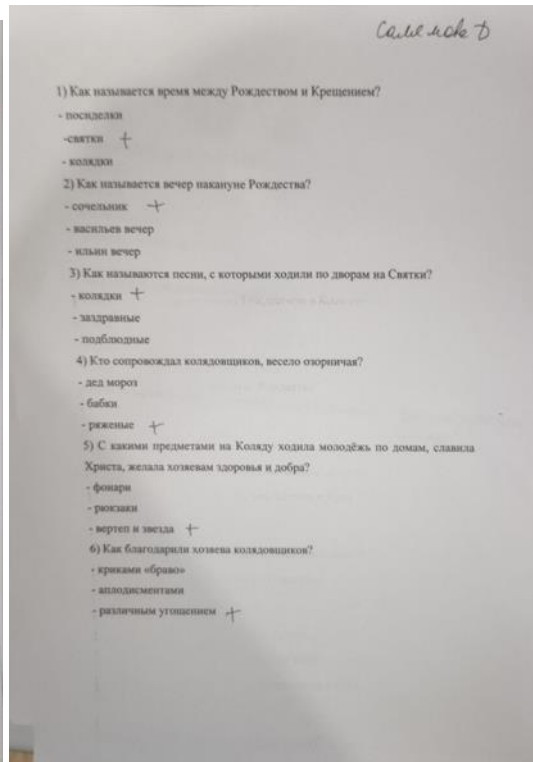 1) Как называется время между Рождеством и Крещением?
- посиделки
-святки +
- колядки
2) Как называется вечер накануне Рождества?
- сочельник +
- васильев вечер
- ильин вечер
3) Как называются песни, с которыми ходили по дворам на Святки?
- колядки +
- заздравные
- подблюдные
4) Кто сопровождал колядовщиков, весело озорничая?
- дед мороз
- бабки
- ряженые +
5) С какими предметами на Коляду ходила молодёжь по домам, славила
Христа, желала хозяевам здоровья и добра?
- фонари
- рюкзаки
- вертеп и звезда +
6) Как благодарили хозяева колядовщиков?
- криками «браво»
- аплодисментами
- различным угощением +